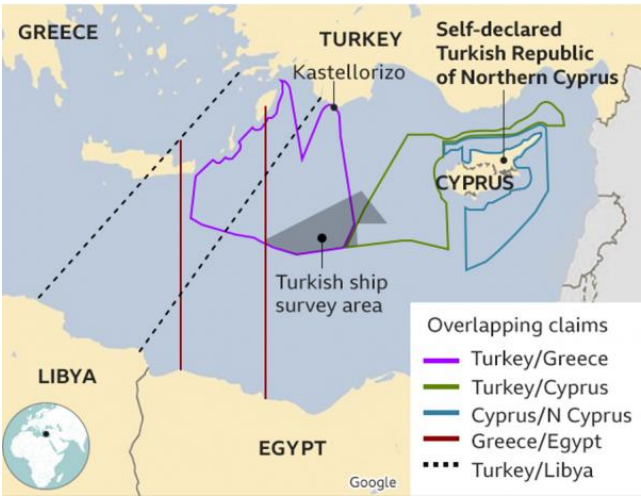 GREECE
TURKEY
Kastellorizo
Self-declared
Turkish Republic
of Northern Cyprus
CYPRUS
Turkish ship
survey area
LIBYA
EGYPT
Google
Overlapping claims
Turkey/Greece
Turkey/Cyprus
Cyprus/N Cyprus
Greece/Egypt
Turkey/Libya